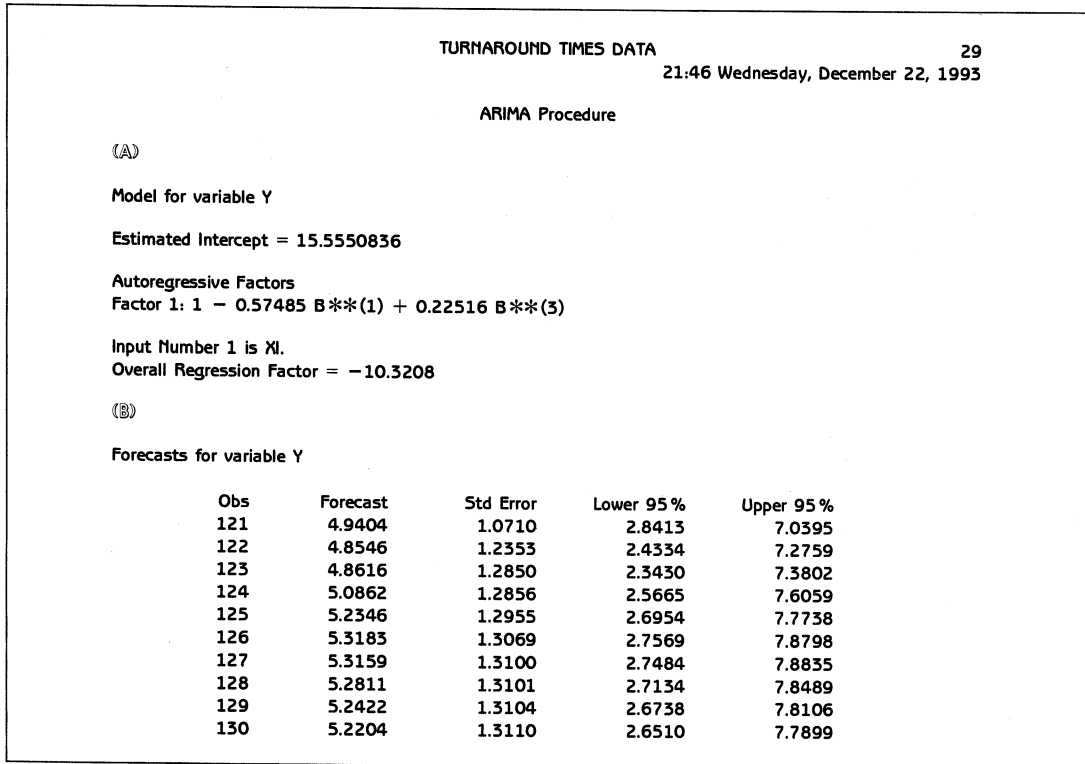 TURNAROUND TIMES DATA 29
21:46 Wednesday, December 22, 1993
ARIMA Procedure
(A)
Model for variable Y
Estimated Intercept = 15.5550836
Autoregressive Factors
Factor 1: 1 − 0.57485 B**(1) + 0.22516 B**(3)
Input Number 1 is XI.
Overall Regression Factor = −10.3208
(B)
Forecasts for variable Y
Obs Forecast Std Error Lower 95% Upper 95%
121 4.9404 1.0710 2.8413 7.0395
122 4.8546 1.2353 2.4334 7.2759
123 4.8616 1.2850 2.3430 7.3802
124 5.0862 1.2856 2.5665 7.6059
125 5.2346 1.2955 2.6954 7.7738
126 5.3183 1.3069 2.7569 7.8798
127 5.3159 1.3100 2.7484 7.8835
128 5.2811 1.3101 2.7134 7.8489
129 5.2422 1.3104 2.6738 7.8106
130 5.2204 1.3110 2.6510 7.7899